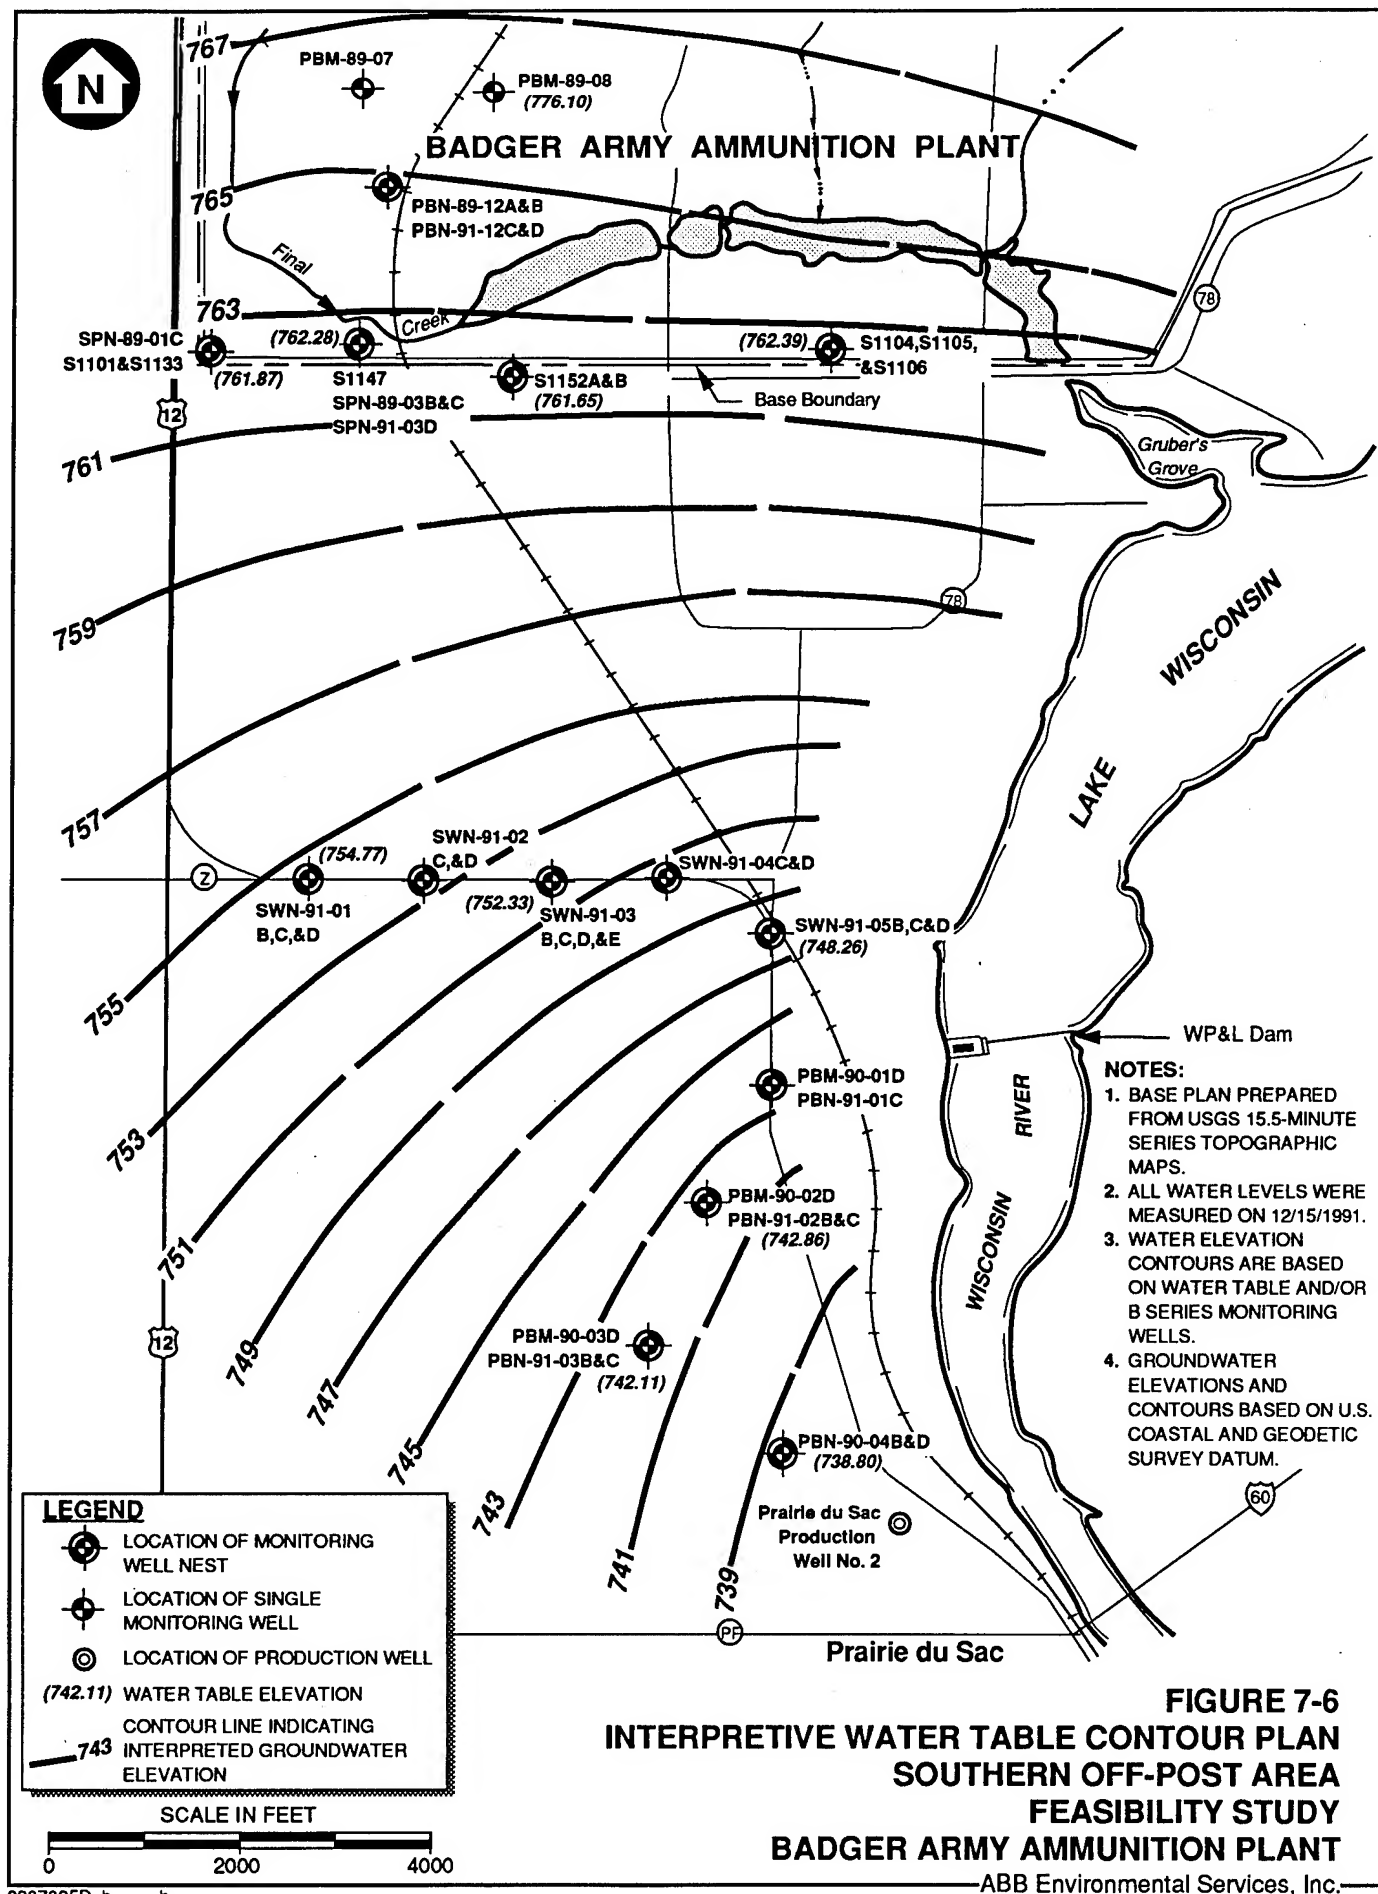 767
N
PBM-89-07
PBM-89-08
(776.10)
BADGER ARMY AMMUNITION PLANT
765
PBN-89-12A&B
PBN-91-12C&D
Final
Creek
763
78
SPN-89-01C
S1101&S1133
(761.87)
(762.28)
S1147
SPN-89-03B&C
SPN-91-03D
S1152A&B
(761.65)
(762.39)
S1104,S1105,
&S1106
Base Boundary
12
761
Gruber's
Grove
759
78
WISCONSIN
LAKE
757
(754.77)
SWN-91-02
C,&D
SWN-91-04C&D
Z
SWN-91-01
B,C,&D
(752.33)
SWN-91-03
B,C,D,&E
SWN-91-05B,C&D
(748.26)
755
WP&L Dam
PBM-90-01D
PBN-91-01C
RIVER
WISCONSIN
753
PBM-90-02D
PBN-91-02B&C
(742.86)
751
12
PBM-90-03D
PBN-91-03B&C
(742.11)
749
747
745
743
741
739
PBN-90-04B&D
(738.80)
Prairie du Sac
Production
Well No. 2
60
PF
Prairie du Sac
NOTES:
1. BASE PLAN PREPARED
FROM USGS 15.5-MINUTE
SERIES TOPOGRAPHIC
MAPS.
2. ALL WATER LEVELS WERE
MEASURED ON 12/15/1991.
3. WATER ELEVATION
CONTOURS ARE BASED
ON WATER TABLE AND/OR
B SERIES MONITORING
WELLS.
4. GROUNDWATER
ELEVATIONS AND
CONTOURS BASED ON U.S.
COASTAL AND GEODETIC
SURVEY DATUM.
LEGEND
LOCATION OF MONITORING
WELL NEST
LOCATION OF SINGLE
MONITORING WELL
LOCATION OF PRODUCTION WELL
(742.11) WATER TABLE ELEVATION
743 CONTOUR LINE INDICATING
INTERPRETED GROUNDWATER
ELEVATION
SCALE IN FEET
0 2000 4000
FIGURE 7-6
INTERPRETIVE WATER TABLE CONTOUR PLAN
SOUTHERN OFF-POST AREA
FEASIBILITY STUDY
BADGER ARMY AMMUNITION PLANT
ABB Environmental Services, Inc.